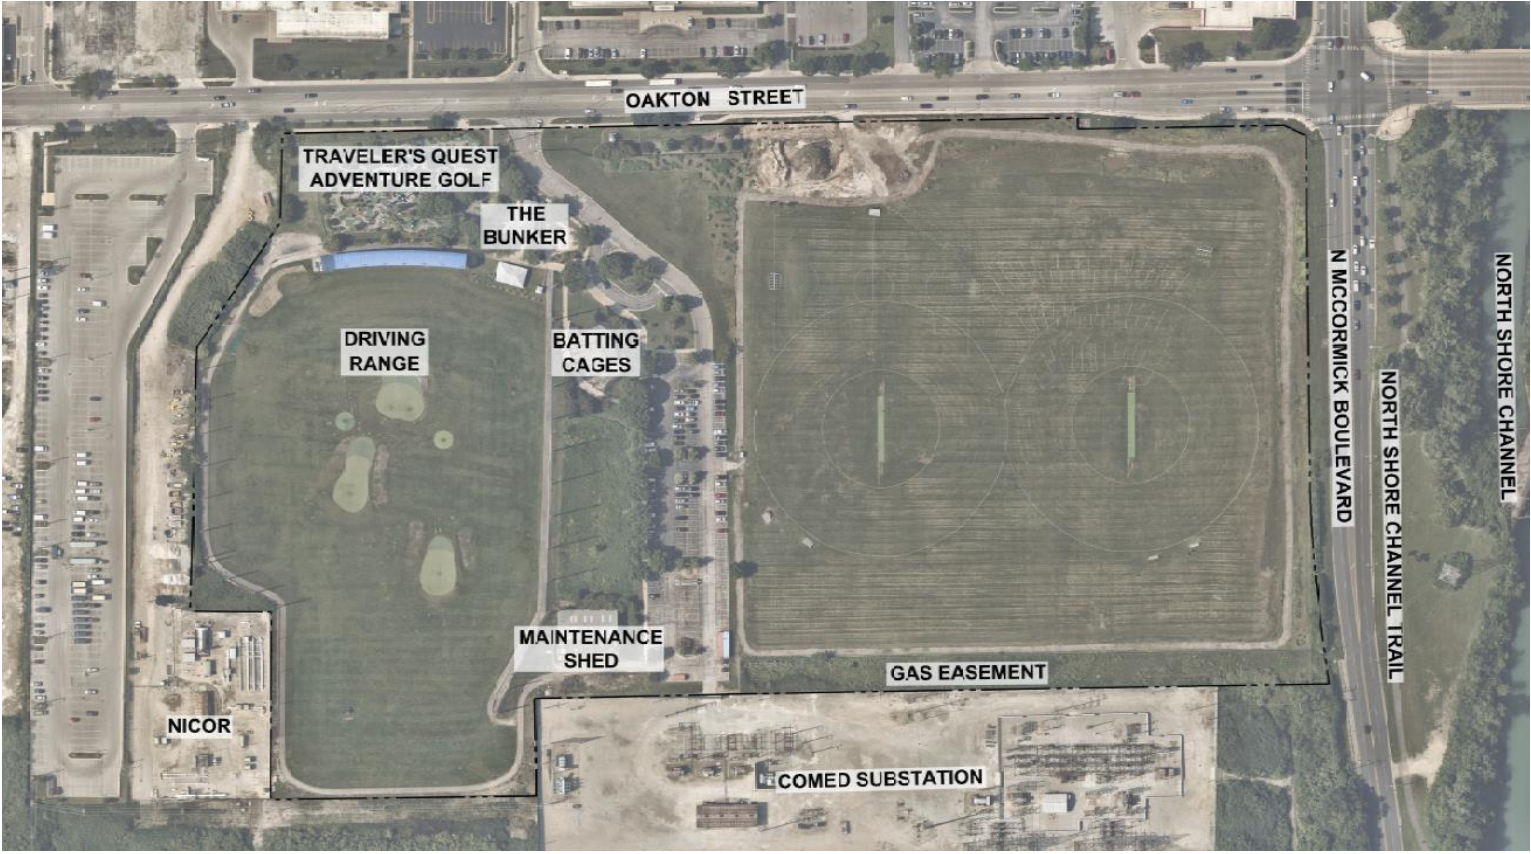 OAKTON STREET
TRAVELER'S QUEST
ADVENTURE GOLF
THE
BUNKER
DRIVING
RANGE
BATTING
CAGES
N MCCORMICK BOULEVARD
NORTH SHORE CHANNEL
NORTH SHORE CHANNEL TRAIL
MAINTENANCE
SHED
GAS EASEMENT
NICOR
COMED SUBSTATION